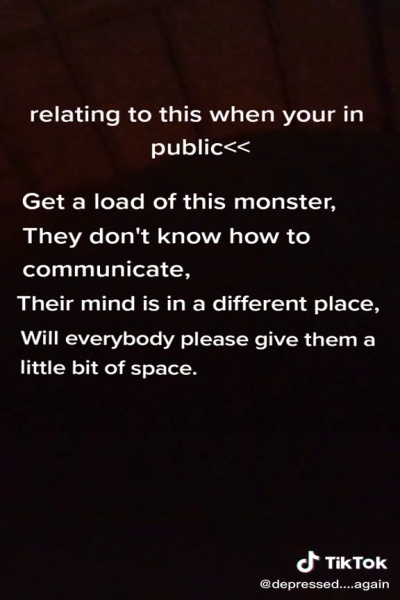 relating to this when your in
public<<
Get a load of this monster,
They don't know how to
communicate,
Their mind is in a different place,
Will everybody please give them a
little bit of space.
TikTok
@depressed....again